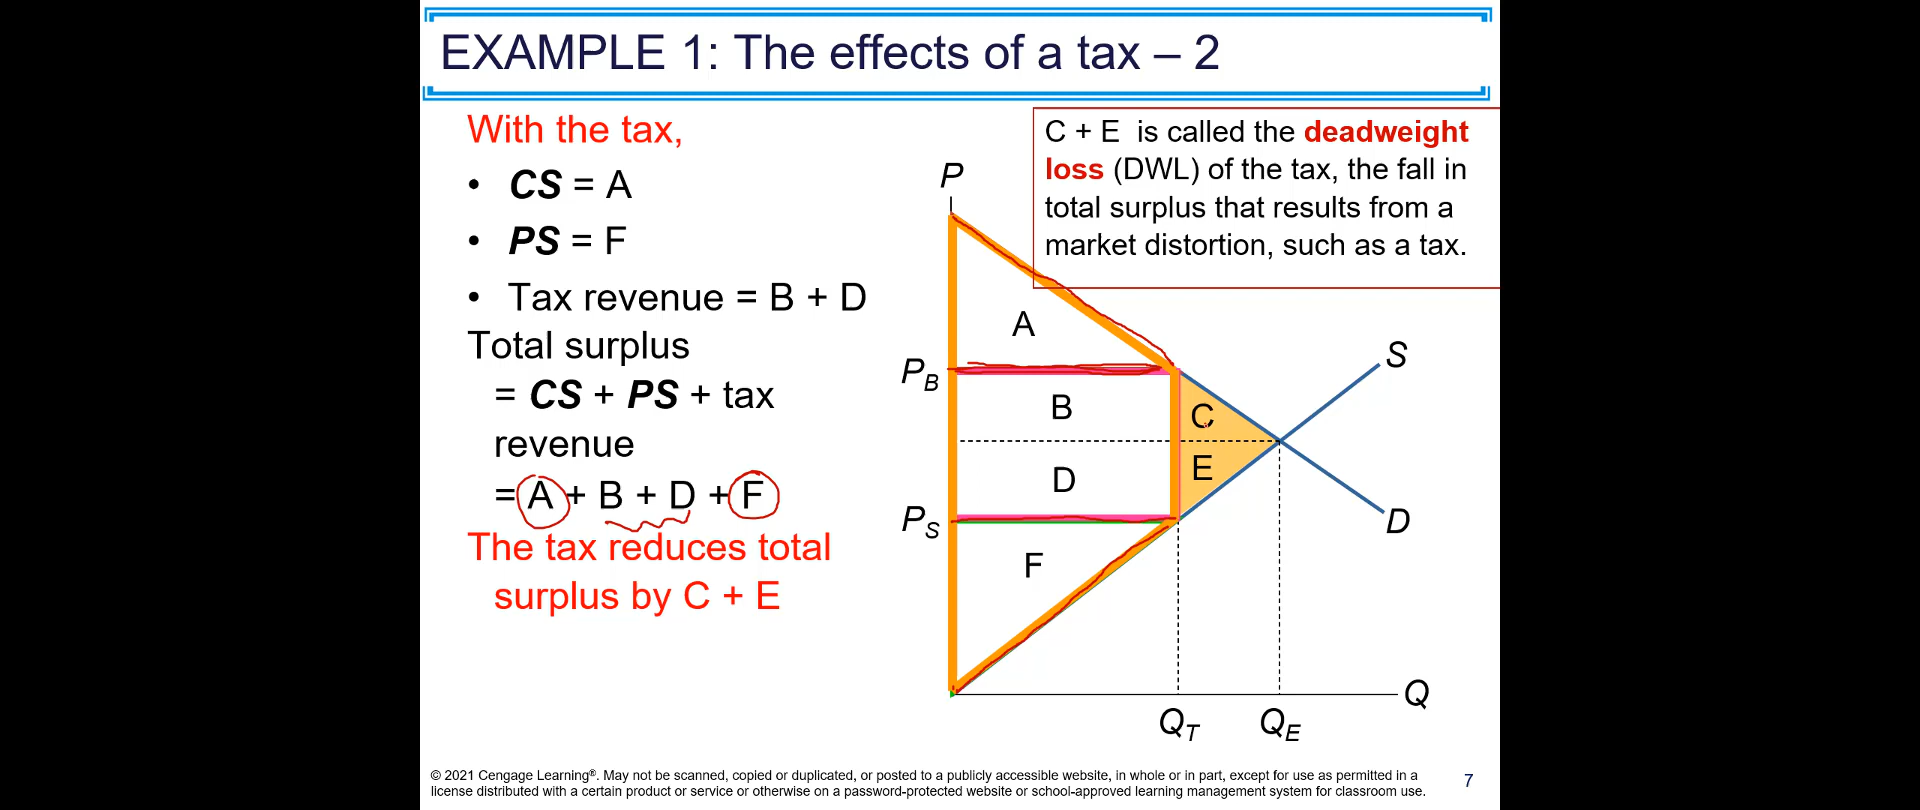 EXAMPLE 1: The effects of a tax – 2
With the tax,
• CS = A
• PS = F
• Tax revenue = B + D
Total surplus
= CS + PS + tax
revenue
= A + B + D + F
The tax reduces total
surplus by C + E
C + E is called the deadweight
loss (DWL) of the tax, the fall in
total surplus that results from a
market distortion, such as a tax.
P
A
S
P_B
B
C
E
D
P_S
D
F
Q
Q_T
Q_E
© 2021 Cengage Learning®. May not be scanned, copied or duplicated, or posted to a publicly accessible website, in whole or in part, except for use as permitted in a
license distributed with a certain product or service or otherwise on a password-protected website or school-approved learning management system for classroom use.
7